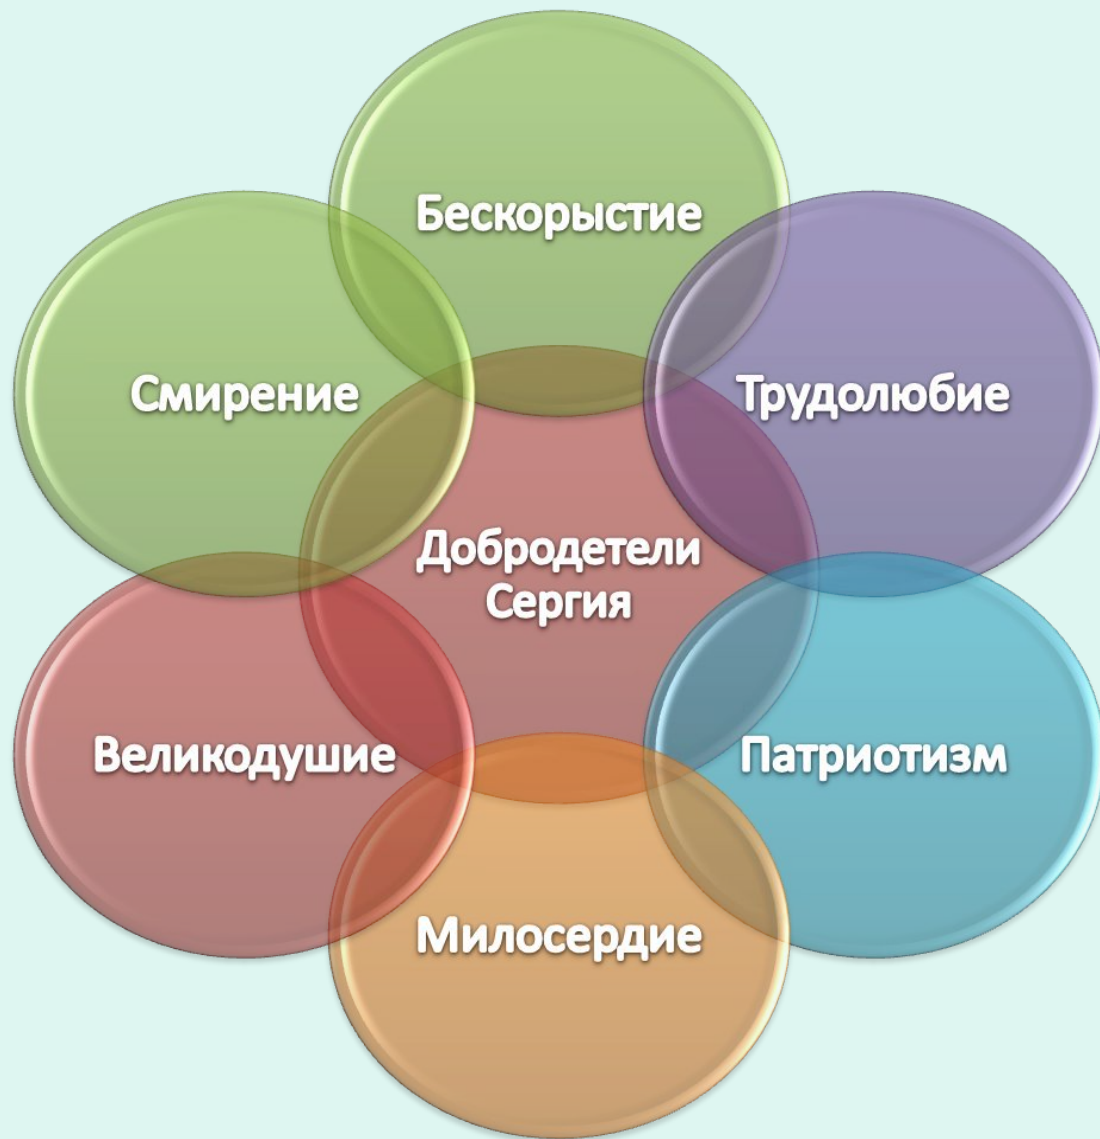 Бескорыстие
Смирение
Трудолюбие
Добродетели
Сергия
Великодушие
Патриотизм
Милосердие